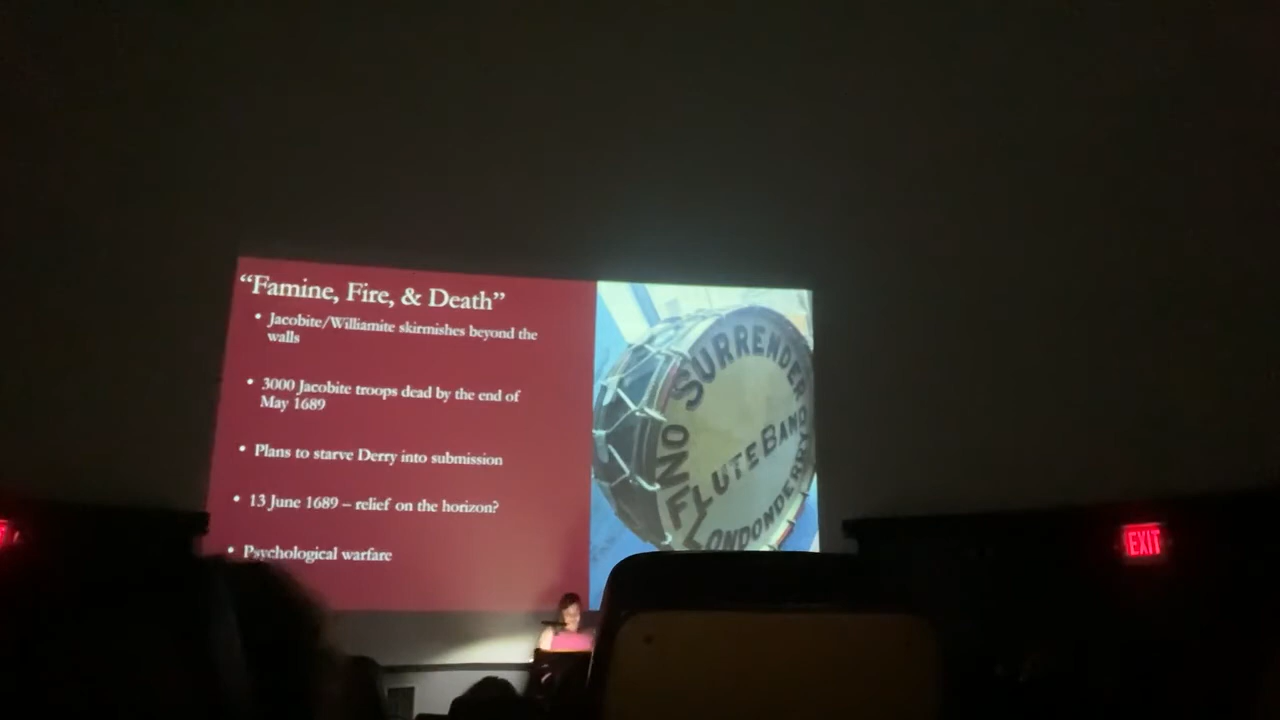 “Famine, Fire, & Death”
• Jacobite/Williamite skirmishes beyond the
walls
• 3000 Jacobite troops dead by the end of
May 1689
• Plans to starve Derry into submission
• 13 June 1689 – relief on the horizon?
• Psychological warfare
NO SURRENDER
FLUTE BAND
LONDONDERRY
EXIT